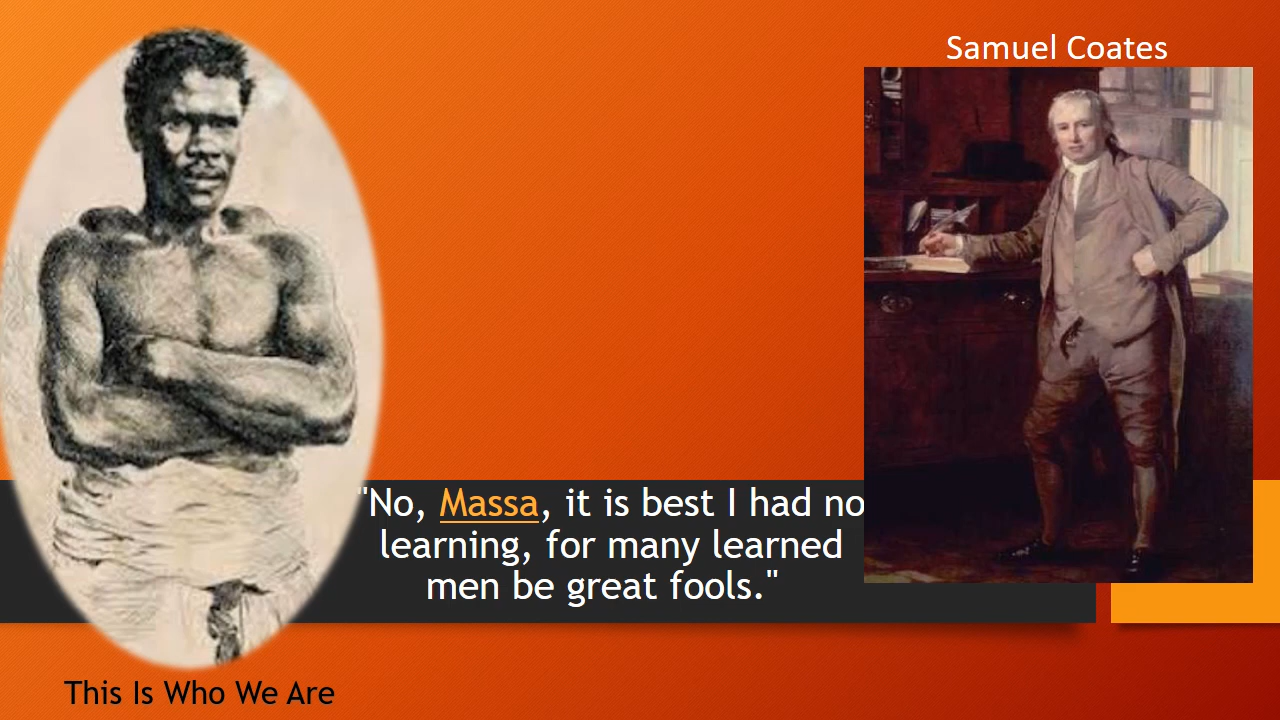 Samuel Coates
"No, Massa, it is best I had no
learning, for many learned
men be great fools."
This Is Who We Are